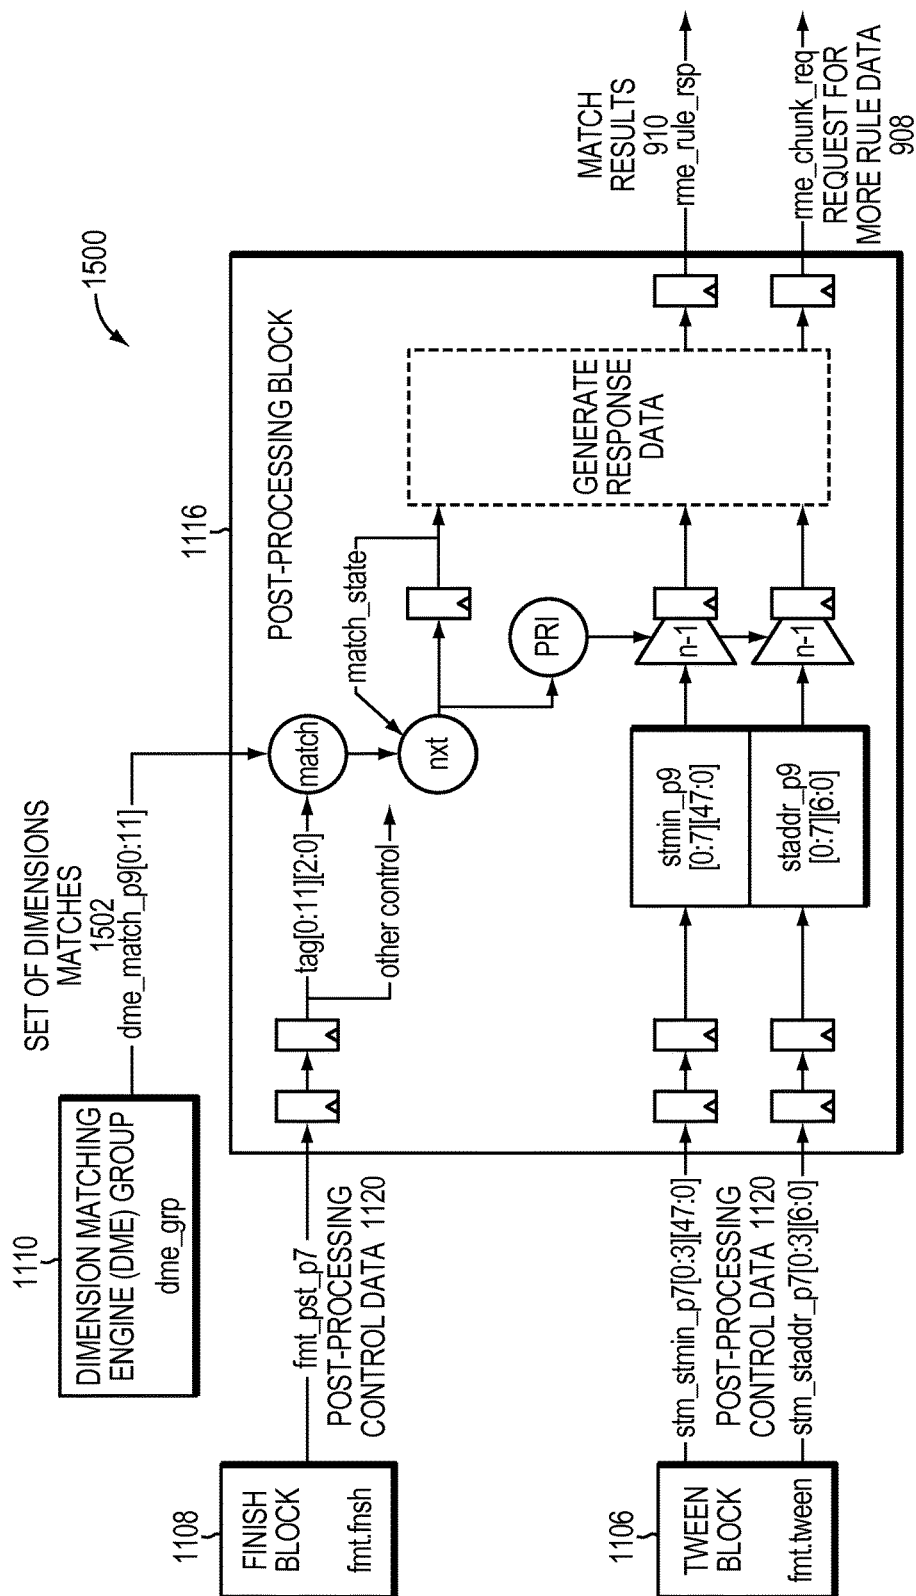 1500
SET OF DIMENSIONS
MATCHES
1502
dme_match_p9[0:11]
1110
DIMENSION MATCHING
ENGINE (DME) GROUP
dme_grp
1108
FINISH
BLOCK
fmt.fnsh
fmt_pst_p7
POST-PROCESSING
CONTROL DATA 1120
1106
TWEEN
BLOCK
fmt.tween
stm_stmin_p7[0:3][47:0]
POST-PROCESSING
CONTROL DATA 1120
stm_staddr_p7[0:3][6:0]
1116
POST-PROCESSING BLOCK
tag[0:11][2:0]
other control
match
nxt
match_state
PRI
stmin_p9
[0:7][47:0]
staddr_p9
[0:7][6:0]
n-1
n-1
GENERATE
RESPONSE
DATA
MATCH
RESULTS
910
rme_rule_rsp
rme_chunk_req
REQUEST FOR
MORE RULE DATA
908